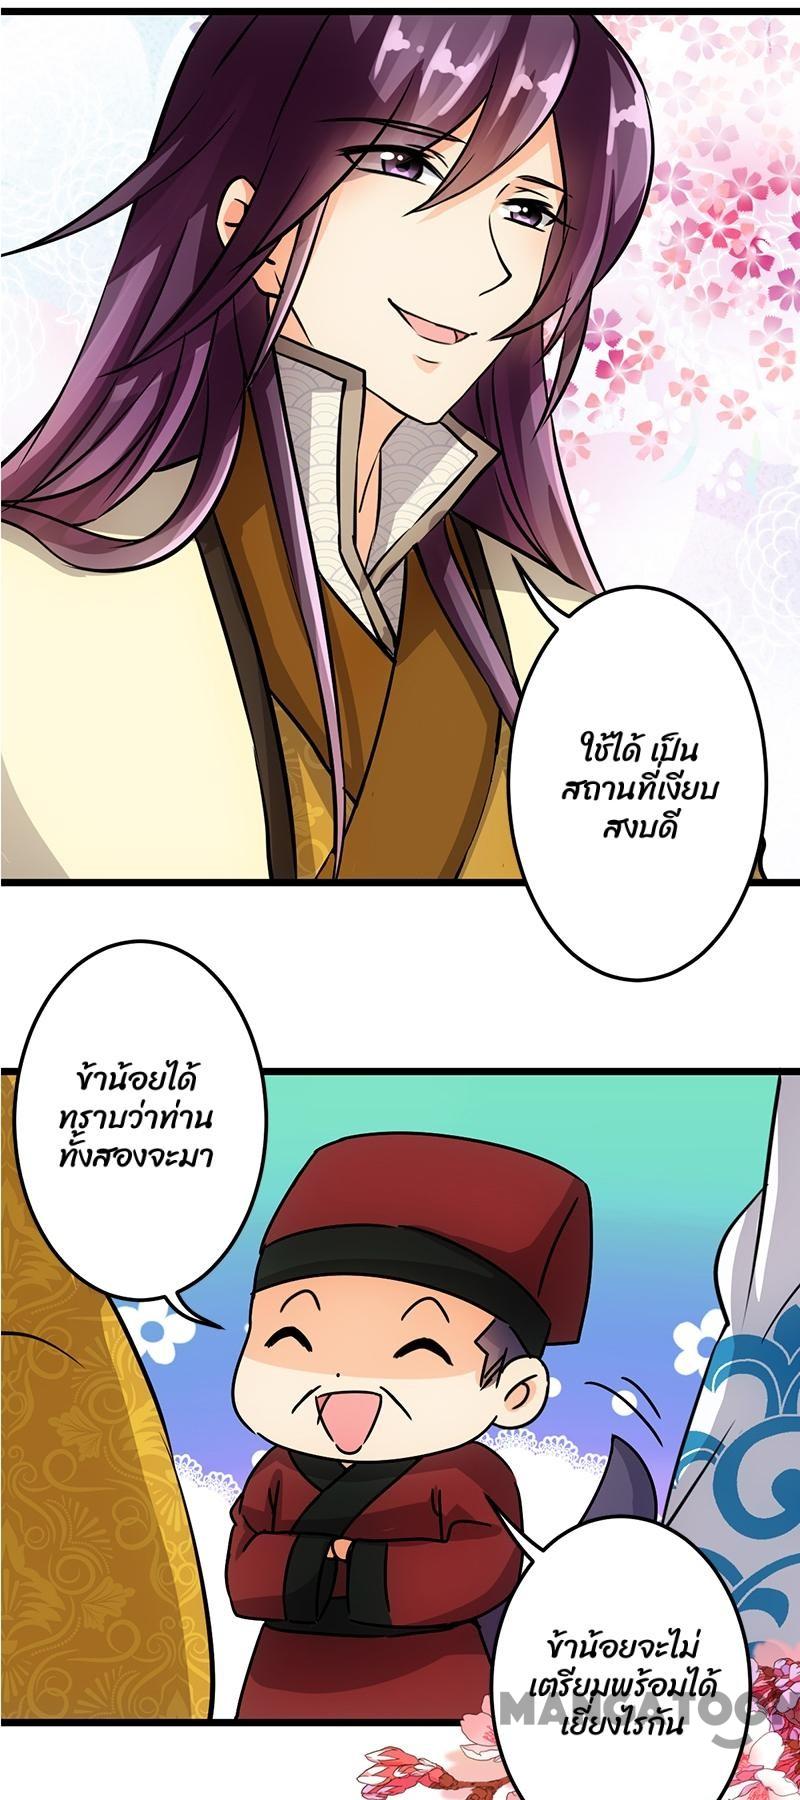 ใช้ได้ เป็น
สถานที่เงียบ
สงบดี
ข้าน้อยได้
ทราบว่าท่าน
ทั้งสองจะมา
ข้าน้อยจะไม่
เตรียมพร้อมได้
เยี่ยงไรกัน
MANGATOON